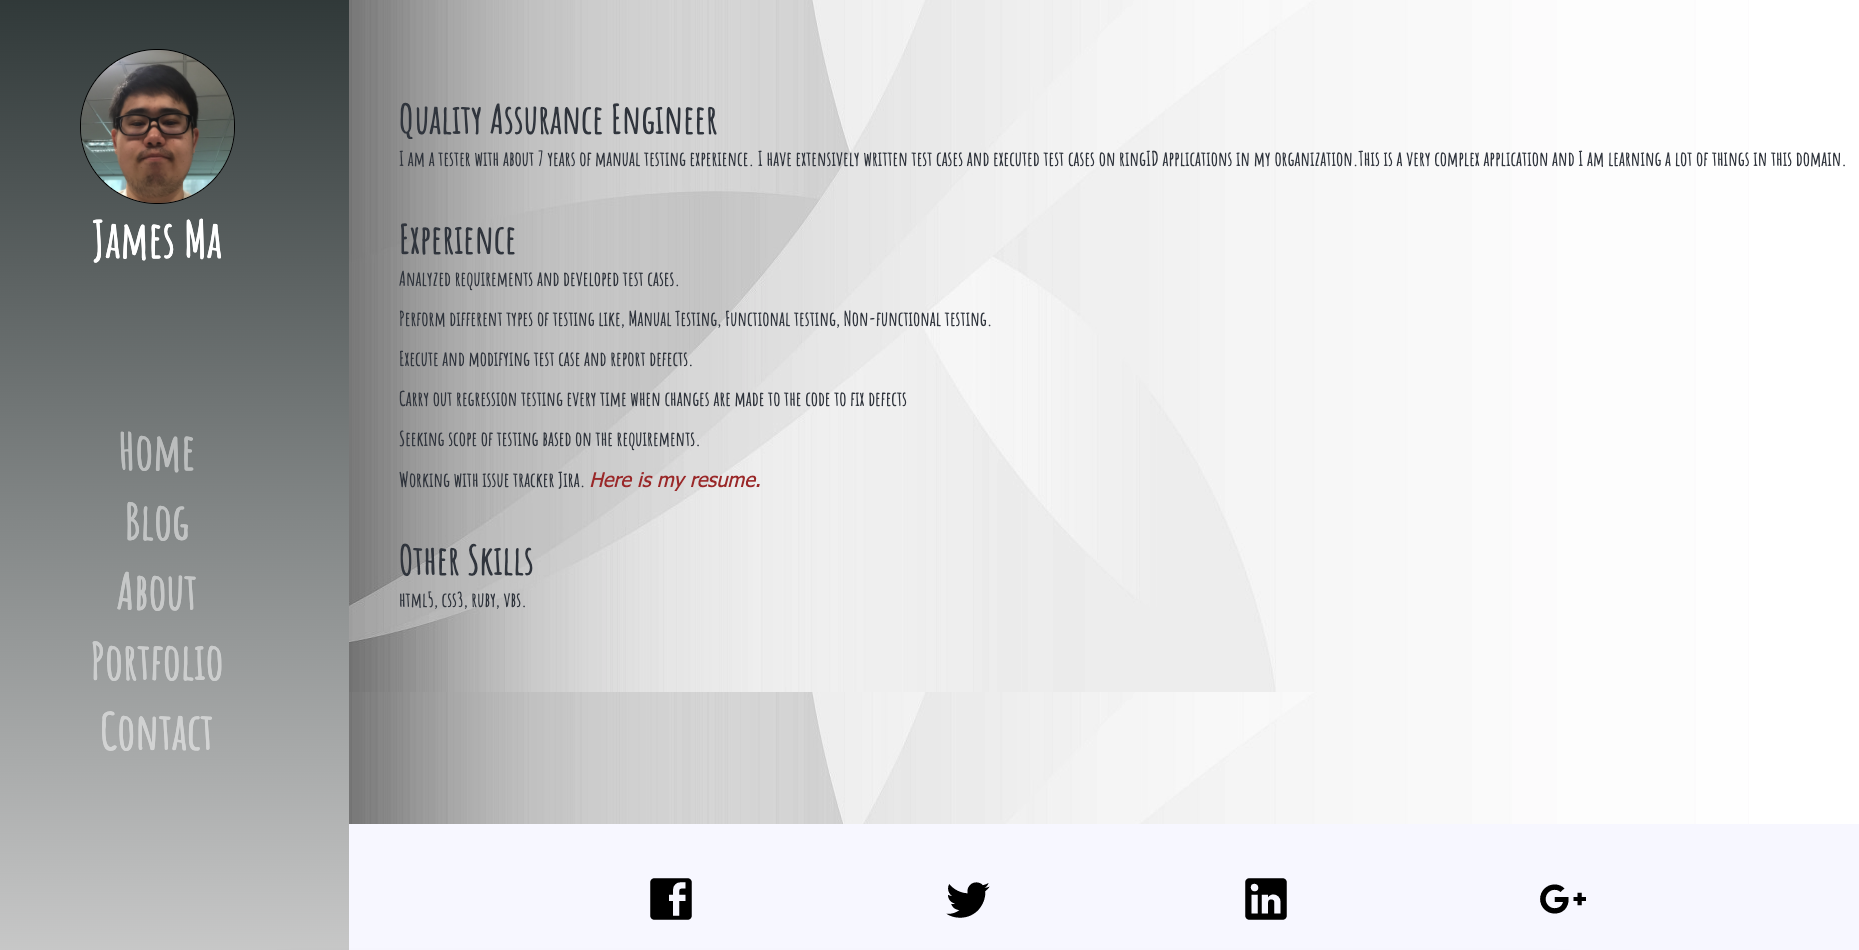 James Ma
Home
Blog
About
Portfolio
Contact
Quality Assurance Engineer
I am a tester with about 7 years of manual testing experience. I have extensively written test cases and executed test cases on ringID applications in my organization.This is a very complex application and I am learning a lot of things in this domain.
Experience
Analyzed requirements and developed test cases.
Perform different types of testing like, Manual Testing, Functional testing, Non-functional testing.
Execute and modifying test case and report defects.
Carry out regression testing every time when changes are made to the code to fix defects
Seeking scope of testing based on the requirements.
Working with issue tracker Jira. Here is my resume.
Other Skills
html5, css3, ruby, vbs.